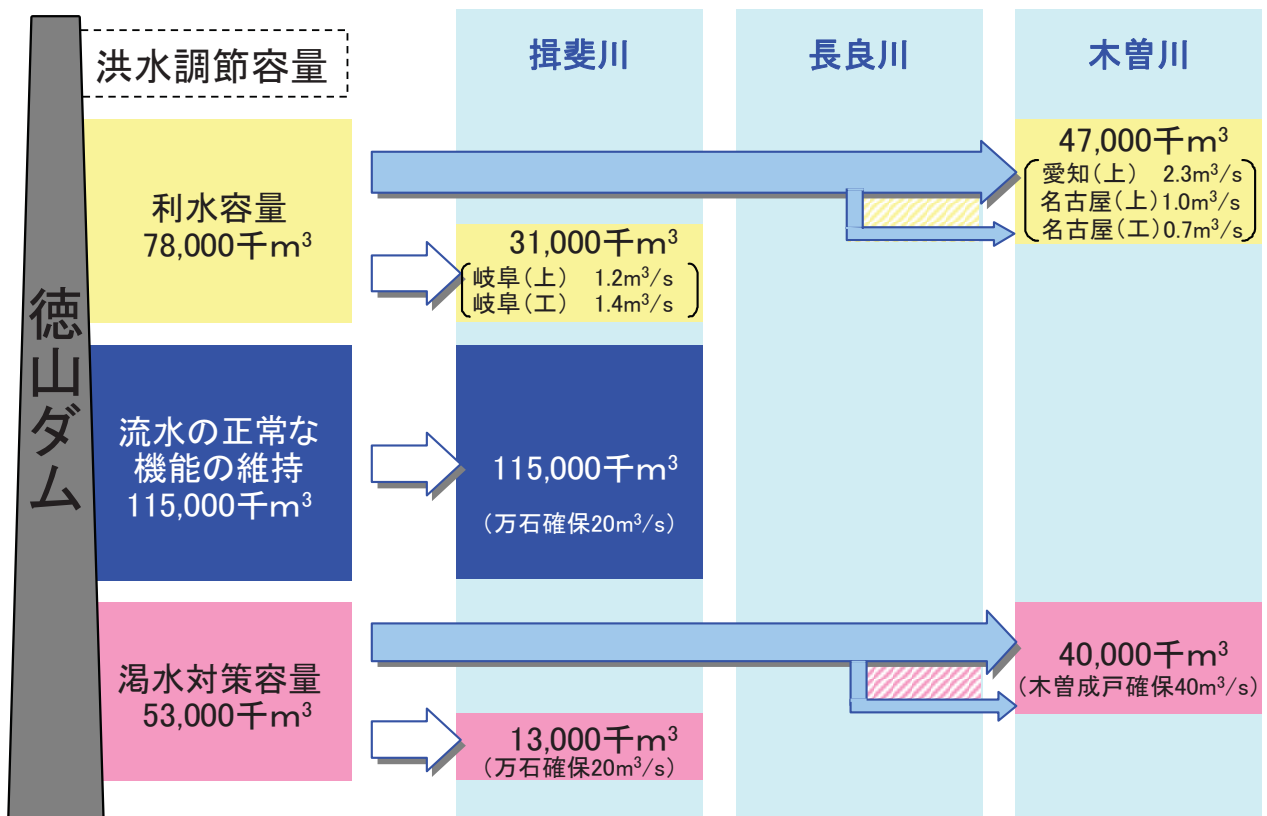 徳山ダム
洪水調節容量
揖斐川
長良川
木曽川
利水容量
78,000千m³
47,000千m³
愛知(上) 2.3m³/s
名古屋(上)1.0m³/s
名古屋(工)0.7m³/s
31,000千m³
岐阜(上) 1.2m³/s
岐阜(工) 1.4m³/s
流水の正常な
機能の維持
115,000千m³
115,000千m³
(万石確保20m³/s)
渇水対策容量
53,000千m³
40,000千m³
(木曽成戸確保40m³/s)
13,000千m³
(万石確保20m³/s)